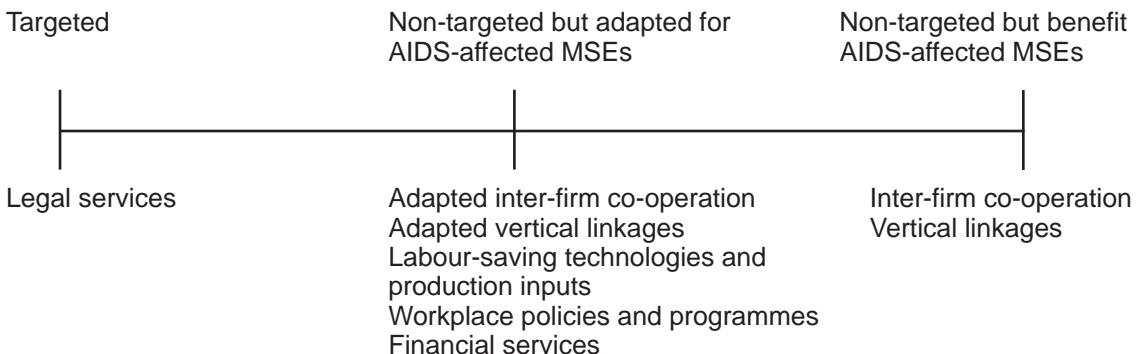 Targeted
Non-targeted but adapted for
AIDS-affected MSEs
Non-targeted but benefit
AIDS-affected MSEs
Legal services
Adapted inter-firm co-operation
Adapted vertical linkages
Labour-saving technologies and
production inputs
Workplace policies and programmes
Financial services
Inter-firm co-operation
Vertical linkages